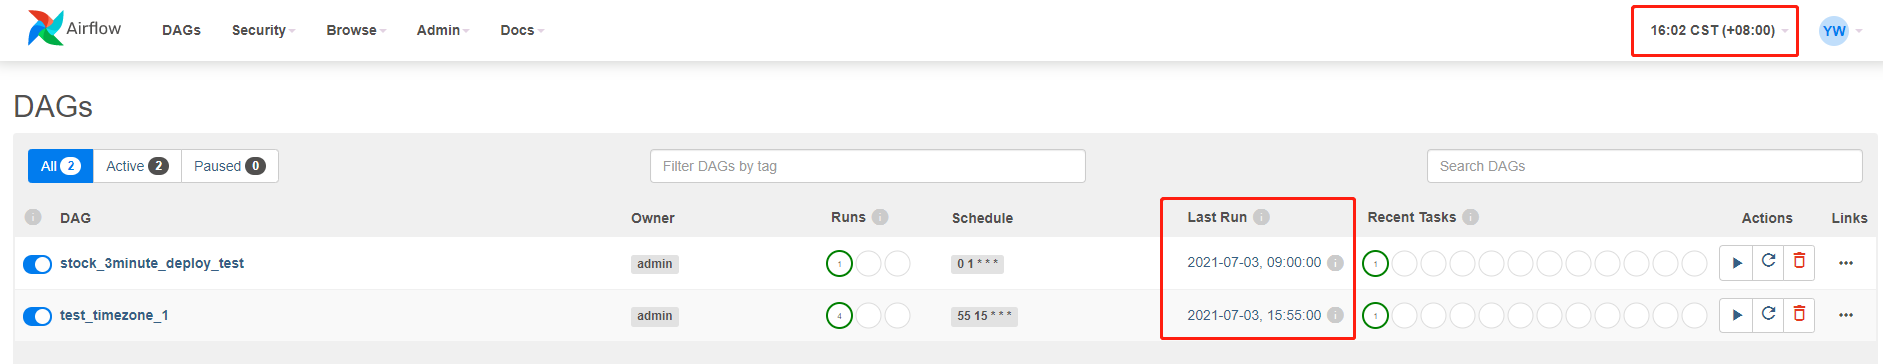 Airflow DAGs Security Browse Admin Docs 16:02 CST (+08:00) YW
DAGs
All 2 Active 2 Paused 0 Filter DAGs by tag Search DAGs
i DAG Owner Runs i Schedule Last Run i Recent Tasks i Actions Links
stock_3minute_deploy_test admin 1 0 1 * * * 2021-07-03, 09:00:00 i 1
test_timezone_1 admin 4 55 15 * * * 2021-07-03, 15:55:00 i 1